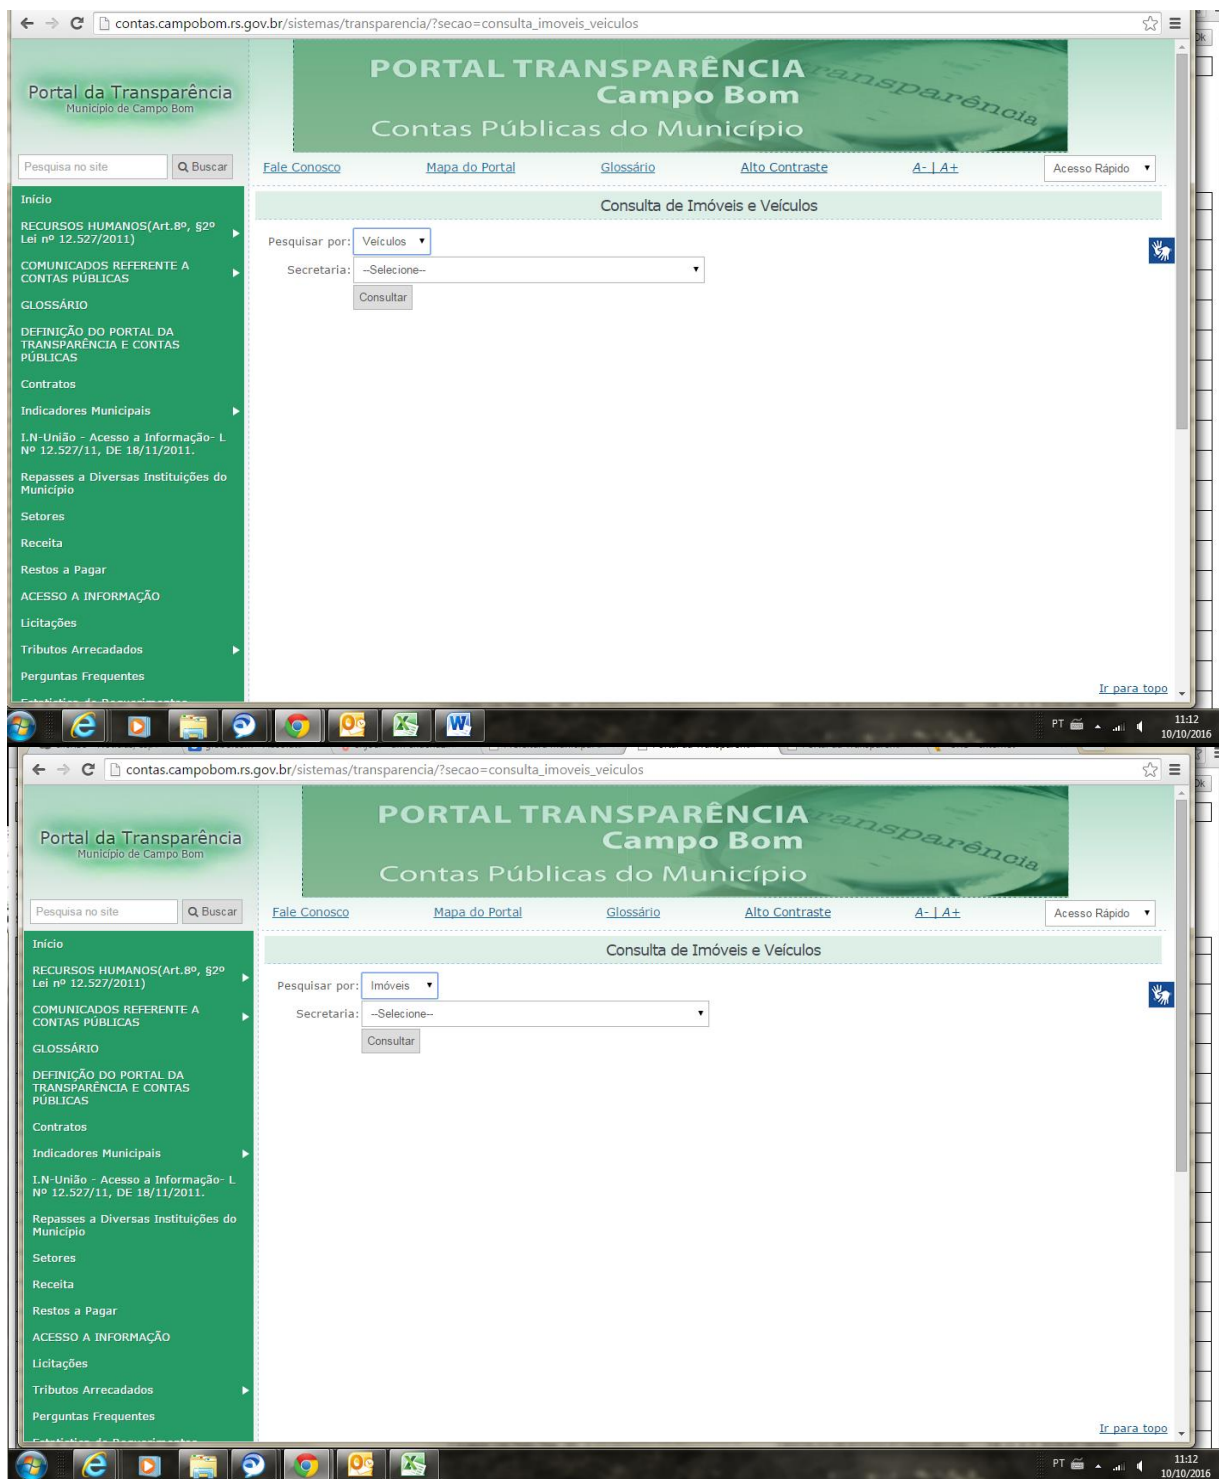 contas.campobom.rs.gov.br/sistemas/transparencia/?secao=consulta_imoveis_veiculos
Ok
Portal da Transparência
Município de Campo Bom
PORTAL TRANSPARÊNCIA
Campo Bom
Contas Públicas do Município
Transparência
Pesquisa no site
Buscar
Fale Conosco
Mapa do Portal
Glossário
Alto Contraste
A- | A+
Acesso Rápido
Início
RECURSOS HUMANOS(Art.8º, §2º
Lei nº 12.527/2011)
COMUNICADOS REFERENTE A
CONTAS PÚBLICAS
GLOSSÁRIO
DEFINIÇÃO DO PORTAL DA
TRANSPARÊNCIA E CONTAS
PÚBLICAS
Contratos
Indicadores Municipais
I.N-União - Acesso a Informação- L
Nº 12.527/11, DE 18/11/2011.
Repasses a Diversas Instituições do
Município
Setores
Receita
Restos a Pagar
ACESSO A INFORMAÇÃO
Licitações
Tributos Arrecadados
Perguntas Frequentes
Consulta de Imóveis e Veículos
Pesquisar por: Veículos
Secretaria: --Selecione--
Consultar
Ir para topo
PT
11:12
10/10/2016
contas.campobom.rs.gov.br/sistemas/transparencia/?secao=consulta_imoveis_veiculos
Ok
Portal da Transparência
Município de Campo Bom
PORTAL TRANSPARÊNCIA
Campo Bom
Contas Públicas do Município
Transparência
Pesquisa no site
Buscar
Fale Conosco
Mapa do Portal
Glossário
Alto Contraste
A- | A+
Acesso Rápido
Início
RECURSOS HUMANOS(Art.8º, §2º
Lei nº 12.527/2011)
COMUNICADOS REFERENTE A
CONTAS PÚBLICAS
GLOSSÁRIO
DEFINIÇÃO DO PORTAL DA
TRANSPARÊNCIA E CONTAS
PÚBLICAS
Contratos
Indicadores Municipais
I.N-União - Acesso a Informação- L
Nº 12.527/11, DE 18/11/2011.
Repasses a Diversas Instituições do
Município
Setores
Receita
Restos a Pagar
ACESSO A INFORMAÇÃO
Licitações
Tributos Arrecadados
Perguntas Frequentes
Consulta de Imóveis e Veículos
Pesquisar por: Imóveis
Secretaria: --Selecione--
Consultar
Ir para topo
PT
11:12
10/10/2016